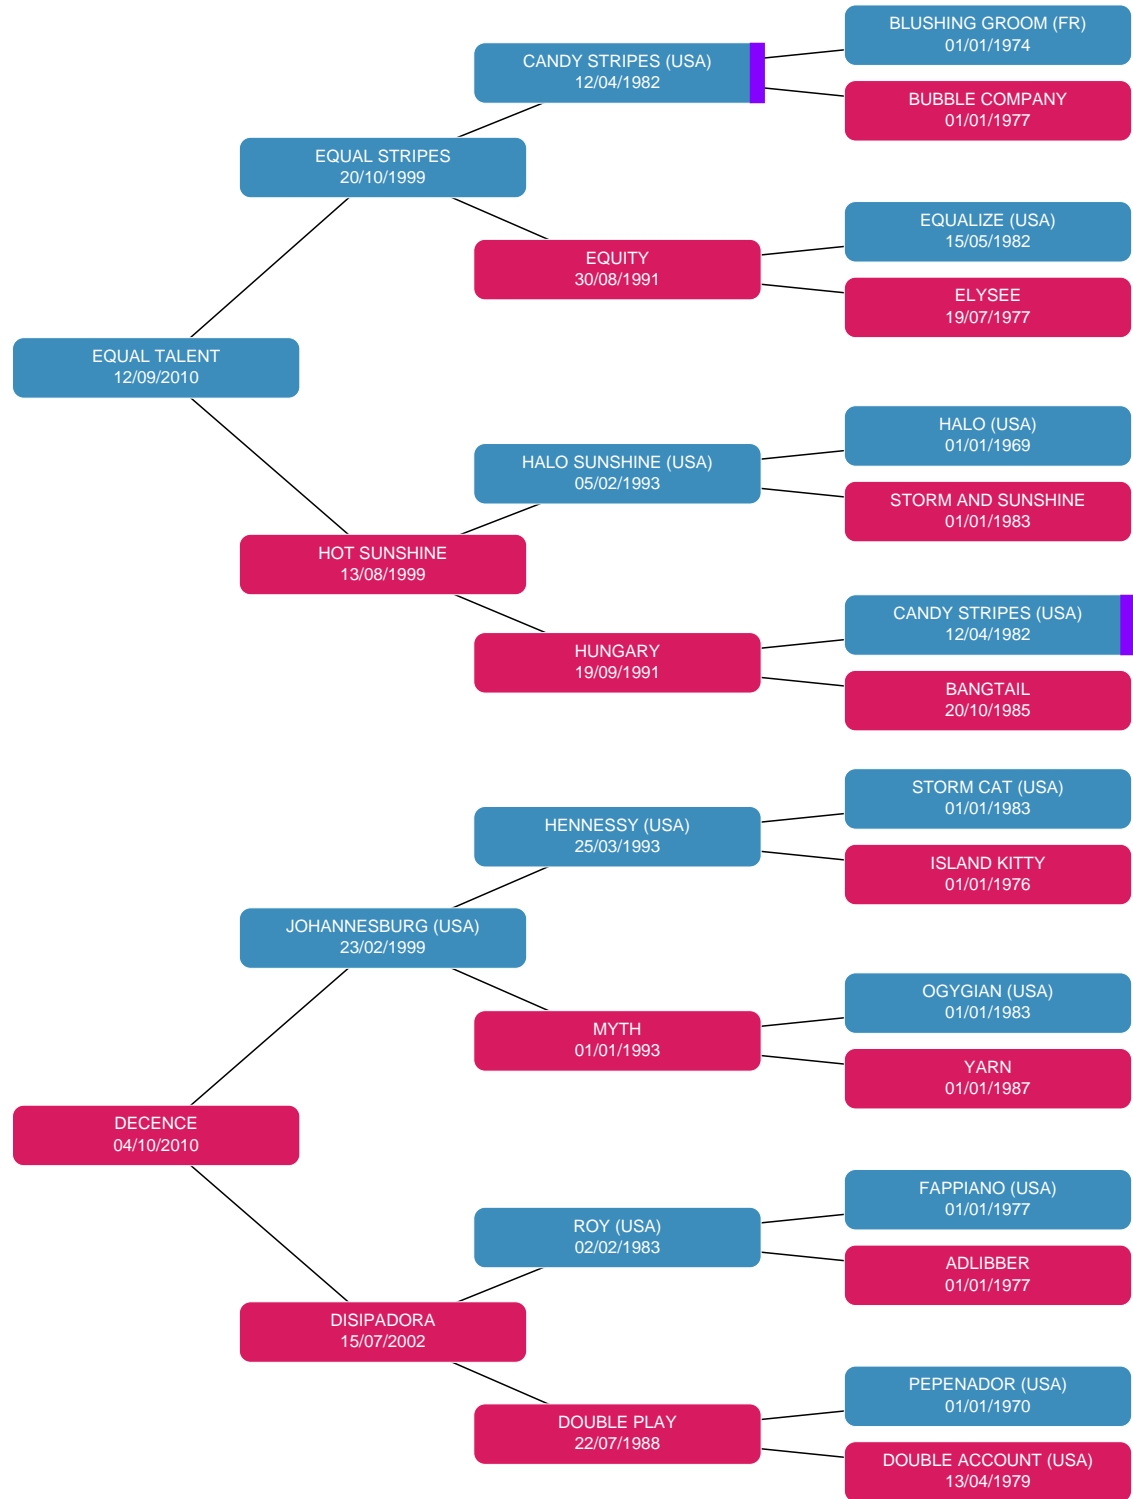 BLUSHING GROOM (FR)
01/01/1974
CANDY STRIPES (USA)
12/04/1982
BUBBLE COMPANY
01/01/1977
EQUAL STRIPES
20/10/1999
EQUALIZE (USA)
15/05/1982
EQUITY
30/08/1991
ELYSEE
19/07/1977
EQUAL TALENT
12/09/2010
HALO (USA)
01/01/1969
HALO SUNSHINE (USA)
05/02/1993
STORM AND SUNSHINE
01/01/1983
HOT SUNSHINE
13/08/1999
CANDY STRIPES (USA)
12/04/1982
HUNGARY
19/09/1991
BANGTAIL
20/10/1985
STORM CAT (USA)
01/01/1983
HENNESSY (USA)
25/03/1993
ISLAND KITTY
01/01/1976
JOHANNESBURG (USA)
23/02/1999
OGYGIAN (USA)
01/01/1983
MYTH
01/01/1993
YARN
01/01/1987
DECENCE
04/10/2010
FAPPIANO (USA)
01/01/1977
ROY (USA)
02/02/1983
ADLIBBER
01/01/1977
DISIPADORA
15/07/2002
PEPENADOR (USA)
01/01/1970
DOUBLE PLAY
22/07/1988
DOUBLE ACCOUNT (USA)
13/04/1979